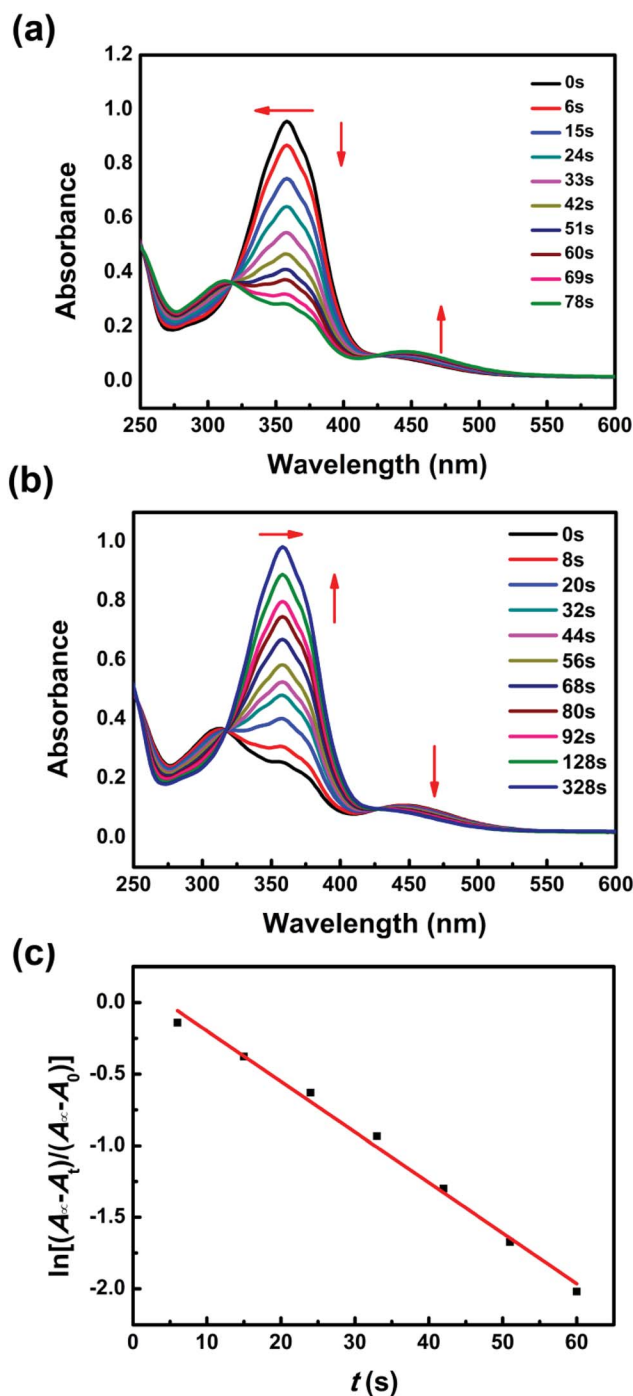 (a)
1.2
1.0
0.8
0.6
0.4
0.2
0.0
Absorbance
0s
6s
15s
24s
33s
42s
51s
60s
69s
78s
250 300 350 400 450 500 550 600
Wavelength (nm)
(b)
1.0
0.8
0.6
0.4
0.2
0.0
Absorbance
0s
8s
20s
32s
44s
56s
68s
80s
92s
128s
328s
250 300 350 400 450 500 550 600
Wavelength (nm)
(c)
0.0
-0.5
-1.0
-1.5
-2.0
ln[(A∝-At)/(A∝-A0)]
0 10 20 30 40 50 60
t (s)